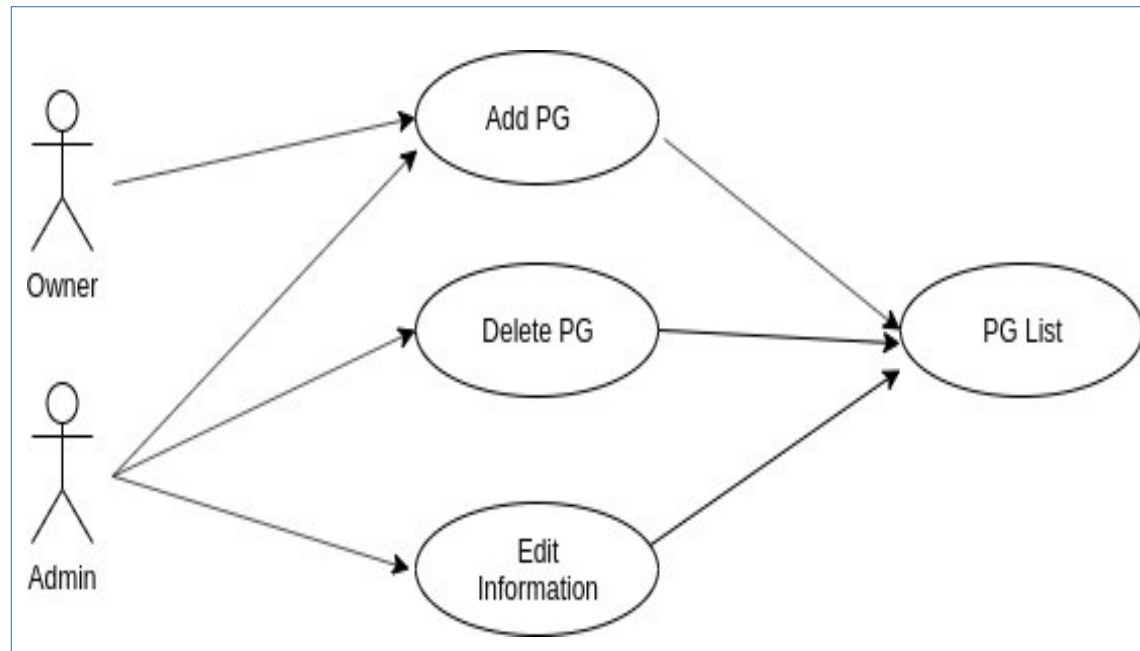 Add PG
Owner
Delete PG
PG List
Admin
Edit
Information